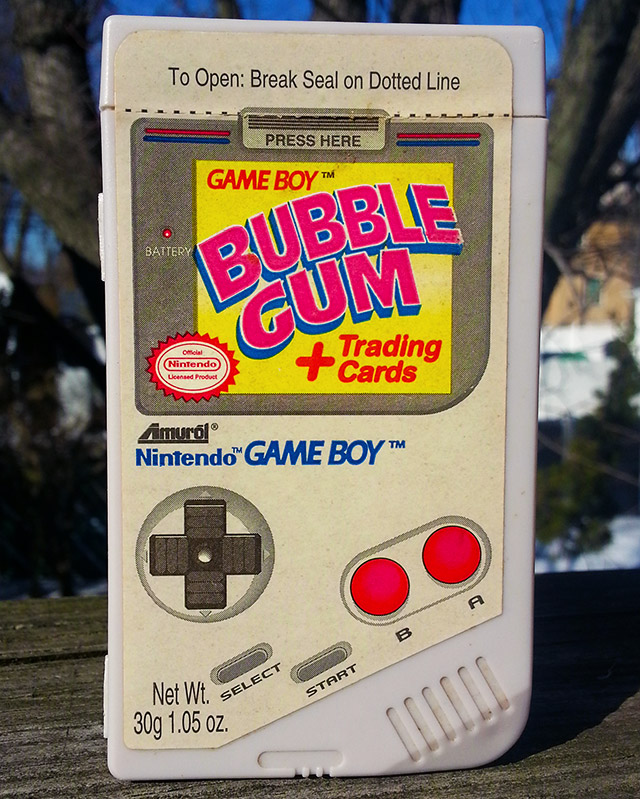 To Open: Break Seal on Dotted Line
PRESS HERE
GAME BOY™
BUBBLE
GUM
+ Trading
Cards
BATTERY
Official
Nintendo
Licensed Product
Amurol®
Nintendo™ GAME BOY™
B A
SELECT START
Net Wt.
30g 1.05 oz.